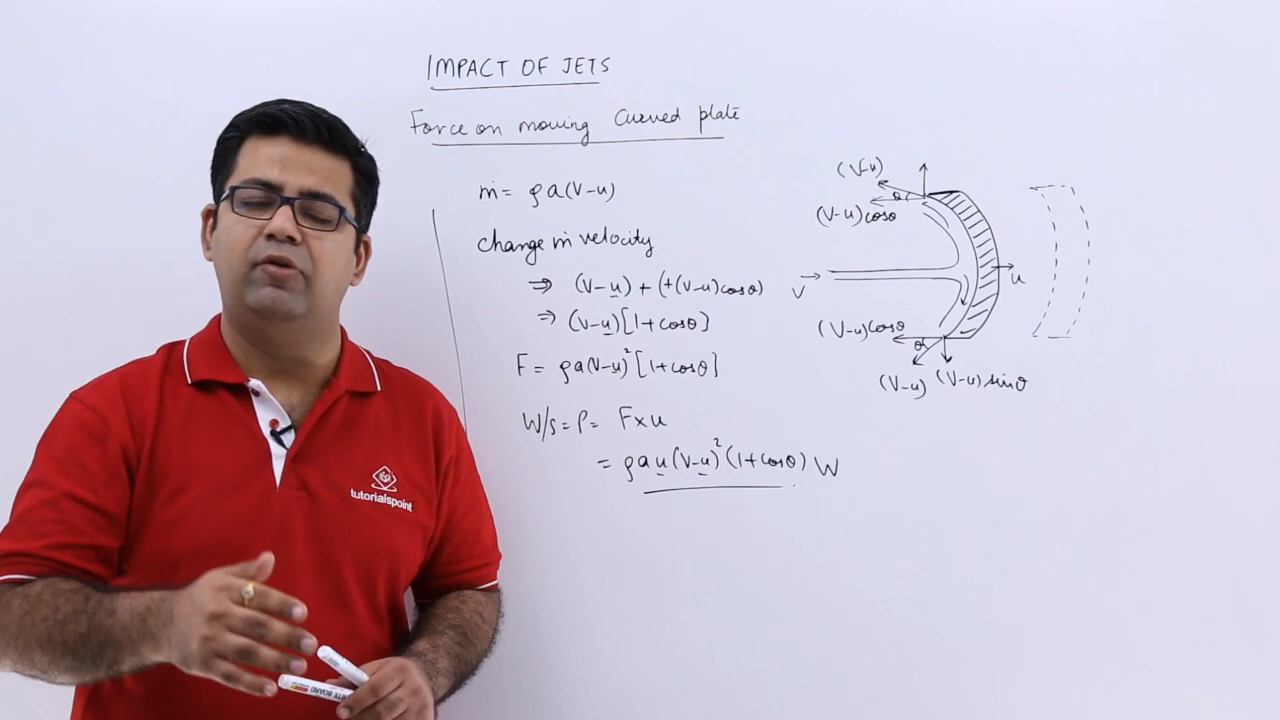 IMPACT OF JETS
Force on moving Curved plate
ṁ = ρa(V-u)
change in velocity
⇒ (V-u) + (+(V-u)cosθ)
⇒ (V-u)[1+cosθ]
F = ρa(V-u)²[1+cosθ]
W/s = P = F×u
= ρau(V-u)²(1+cosθ) W
(V-u)
θ
(V-u)cosθ
V
u
(V-u)cosθ
θ
(V-u)
(V-u)sinθ
tutorialspoint